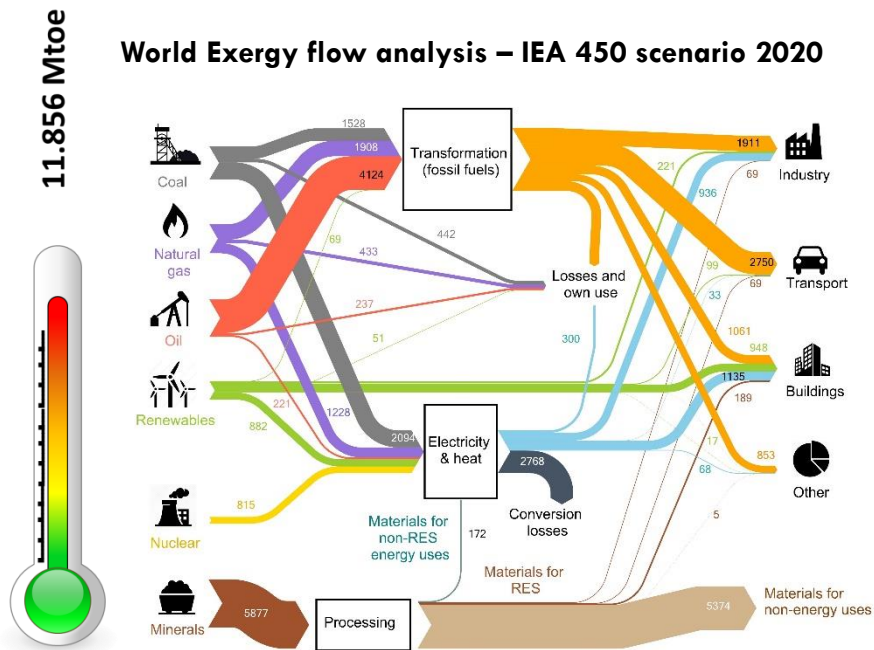 World Exergy flow analysis – IEA 450 scenario 2020
11.856 Mtoe
Coal
Natural
gas
Oil
Renewables
Nuclear
Minerals
1528
1908
4124
Transformation
(fossil fuels)
69
442
433
237
51
221
1228
882
2094
815
5877
Electricity
& heat
2768
Conversion
losses
Losses and
own use
300
Materials for
non-RES
energy uses
172
Processing
Materials for
RES
1911
221
936
69
Industry
2750
99
33
69
Transport
1061
948
1135
189
Buildings
853
17
68
5
Other
5374
Materials for
non-energy uses